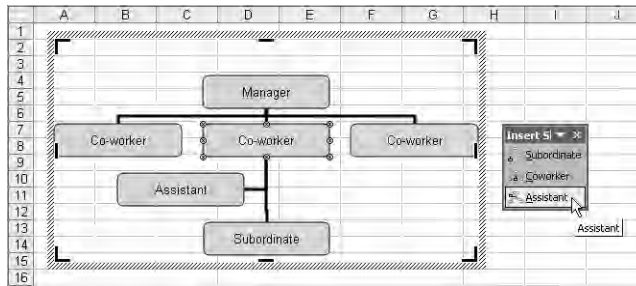 A B C D E F G H I J
1
2
3
4
Manager
5
6
7
Insert S
Co-worker Co-worker Co-worker
8
Subordinate
9
Coworker
10
Assistant
Assistant
11
12
13
Assistant
Subordinate
14
15
16